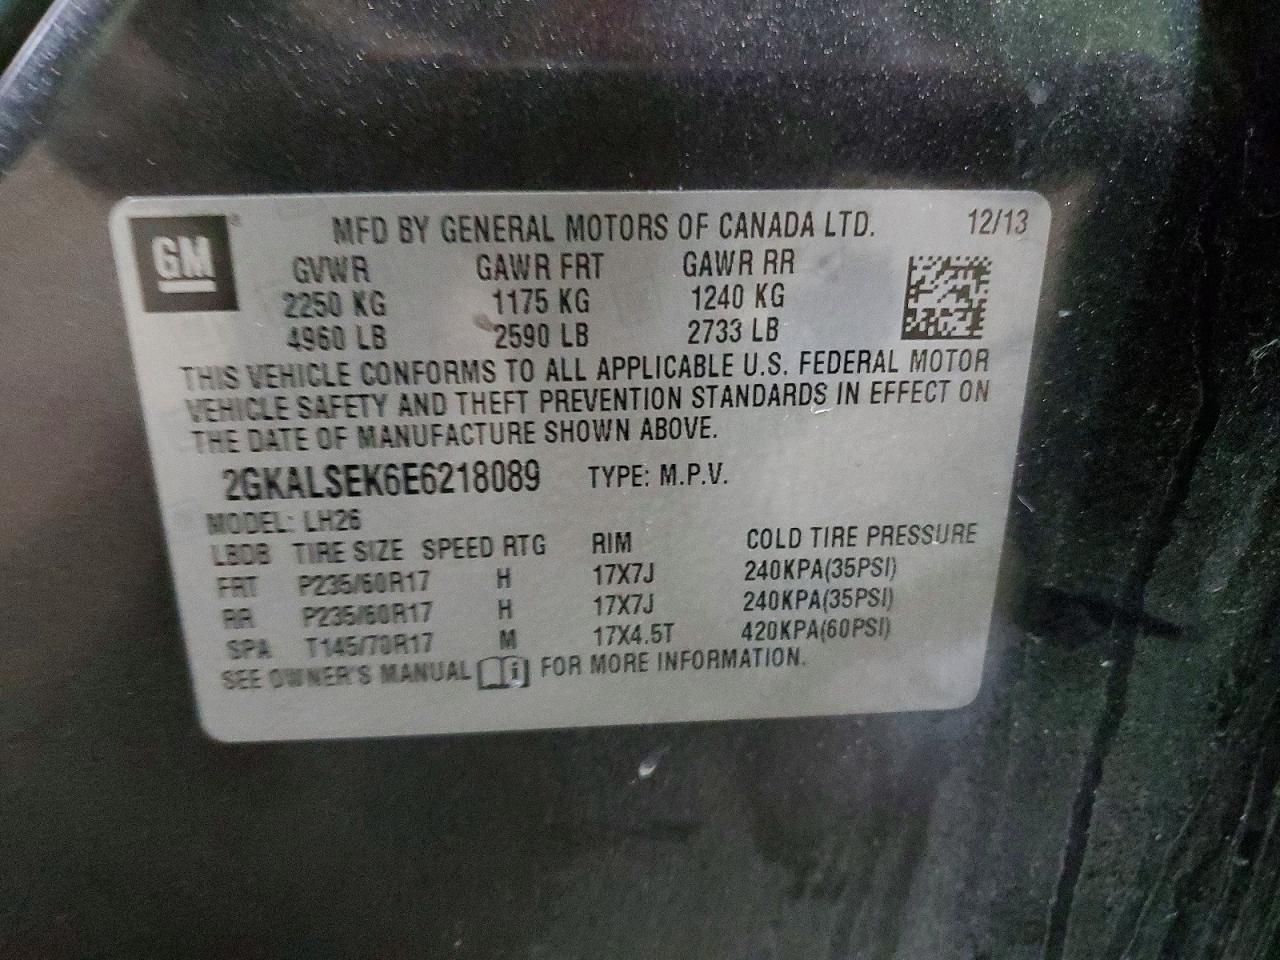 GM ® MFD BY GENERAL MOTORS OF CANADA LTD. 12/13
GVWR GAWR FRT GAWR RR
2250 KG 1175 KG 1240 KG
4960 LB 2590 LB 2733 LB
THIS VEHICLE CONFORMS TO ALL APPLICABLE U.S. FEDERAL MOTOR
VEHICLE SAFETY AND THEFT PREVENTION STANDARDS IN EFFECT ON
THE DATE OF MANUFACTURE SHOWN ABOVE.
2GKALSEK6E6218089 TYPE: M.P.V.
MODEL: LH26
LBDB TIRE SIZE SPEED RTG RIM COLD TIRE PRESSURE
FRT P235/60R17 H 17X7J 240KPA(35PSI)
RR P235/60R17 H 17X7J 240KPA(35PSI)
SPA T145/70R17 M 17X4.5T 420KPA(60PSI)
SEE OWNER'S MANUAL i FOR MORE INFORMATION.